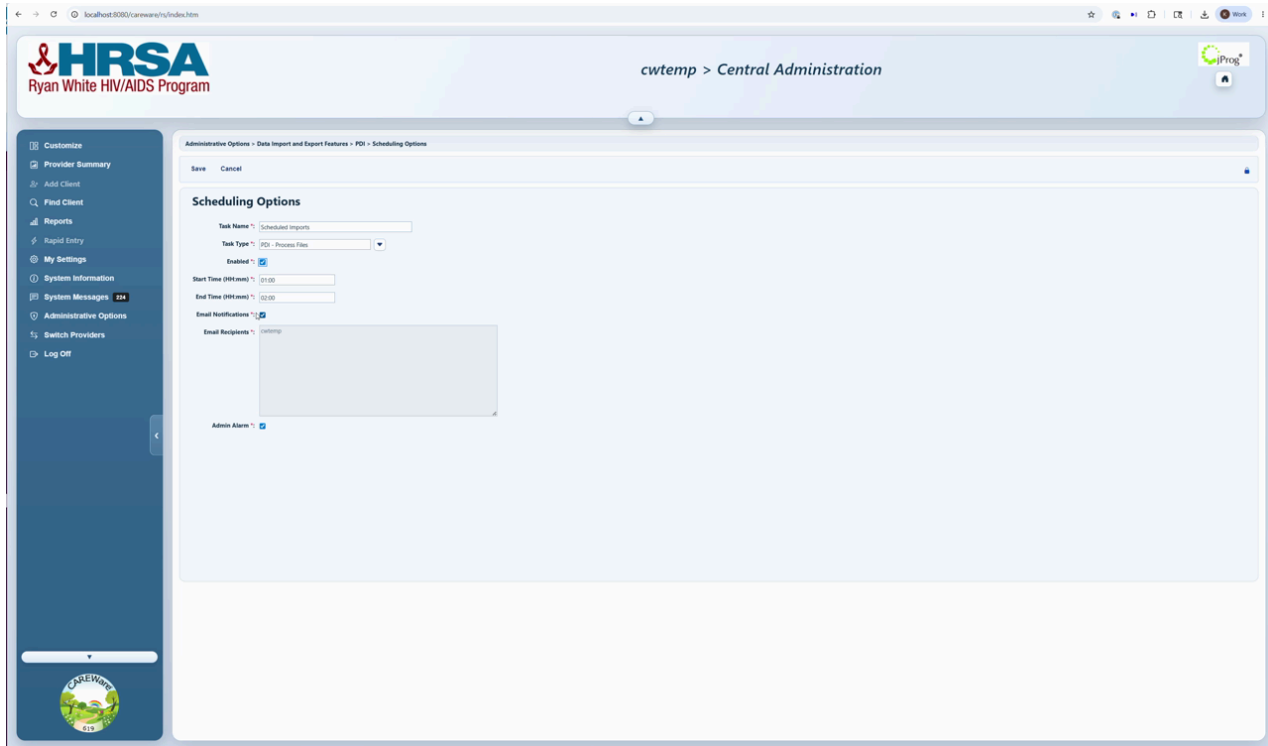 localhost:8080/careware/rs/index.htm
Work
HRSA
Ryan White HIV/AIDS Program
cwtemp > Central Administration
jProg*
Customize
Provider Summary
Add Client
Find Client
Reports
Rapid Entry
My Settings
System Information
System Messages 224
Administrative Options
Switch Providers
Log Off
CAREWare
619
Administrative Options > Data Import and Export Features > PDI > Scheduling Options
Save Cancel
Scheduling Options
Task Name *: Scheduled Imports
Task Type *: PDI - Process Files
Enabled *:
Start Time (HH:mm) *: 01:00
End Time (HH:mm) *: 02:00
Email Notifications *:
Email Recipients *: cwtemp
Admin Alarm *: